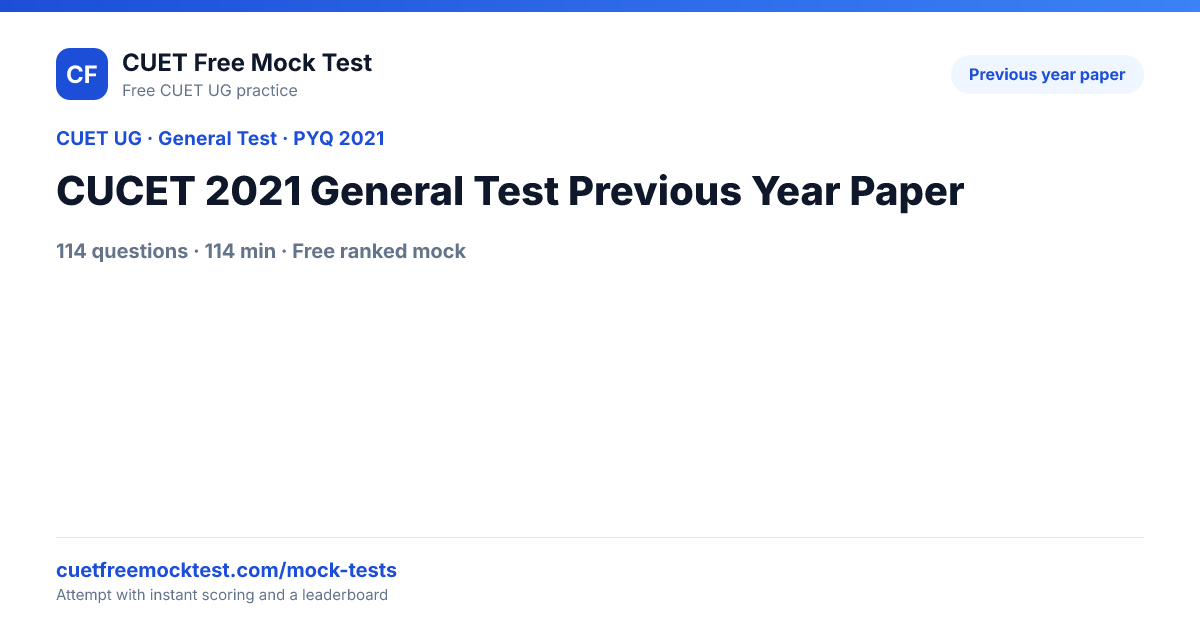 CF
CUET Free Mock Test
Free CUET UG practice
Previous year paper
CUET UG · General Test · PYQ 2021
CUCET 2021 General Test Previous Year Paper
114 questions · 114 min · Free ranked mock
cuetfreemocktest.com/mock-tests
Attempt with instant scoring and a leaderboard